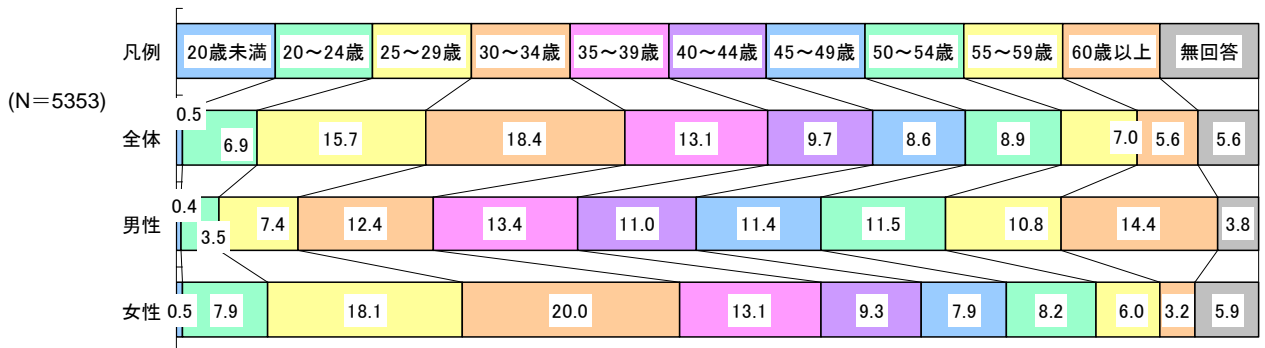 凡例 20歳未満 20～24歳 25～29歳 30～34歳 35～39歳 40～44歳 45～49歳 50～54歳 55～59歳 60歳以上 無回答
(N＝5353)
全体 0.5 6.9 15.7 18.4 13.1 9.7 8.6 8.9 7.0 5.6 5.6
男性 0.4 3.5 7.4 12.4 13.4 11.0 11.4 11.5 10.8 14.4 3.8
女性 0.5 7.9 18.1 20.0 13.1 9.3 7.9 8.2 6.0 3.2 5.9